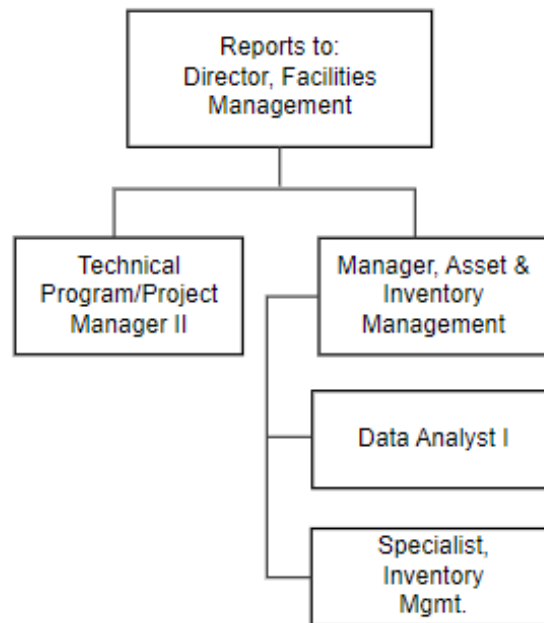 Reports to:
Director, Facilities
Management
Technical
Program/Project
Manager II
Manager, Asset &
Inventory
Management
Data Analyst I
Specialist,
Inventory
Mgmt.